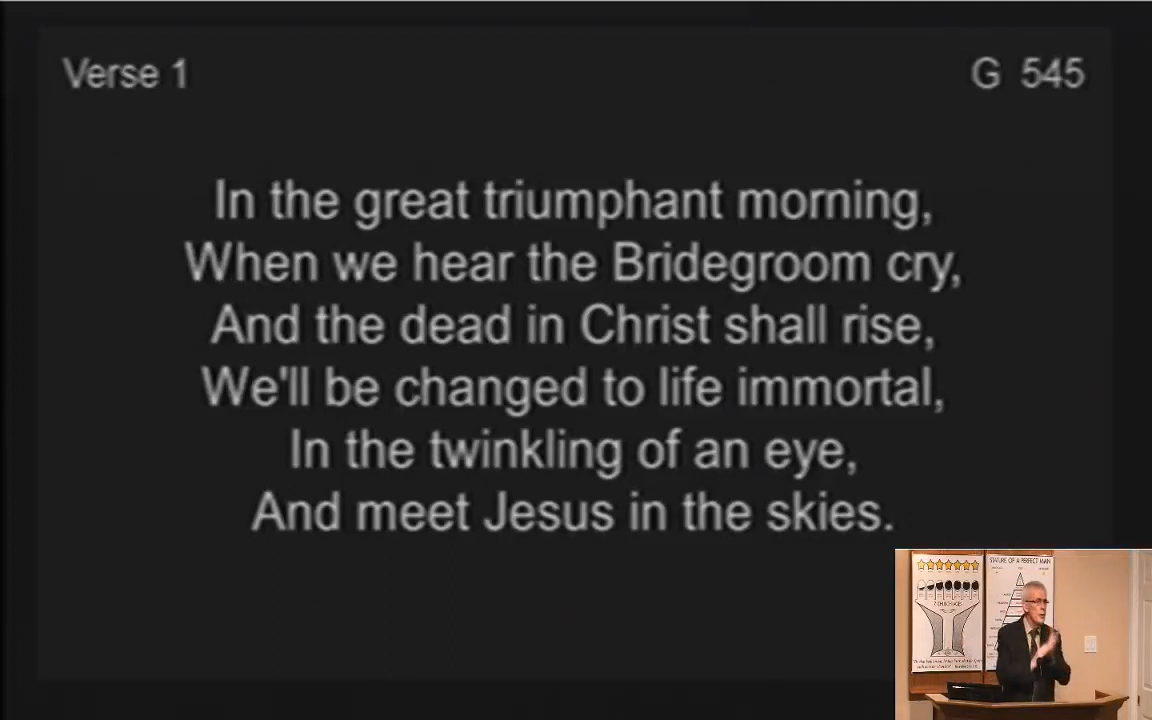 Verse 1
G 545
In the great triumphant morning,
When we hear the Bridegroom cry,
And the dead in Christ shall rise,
We'll be changed to life immortal,
In the twinkling of an eye,
And meet Jesus in the skies.
STATURE OF A PERFECT MAN